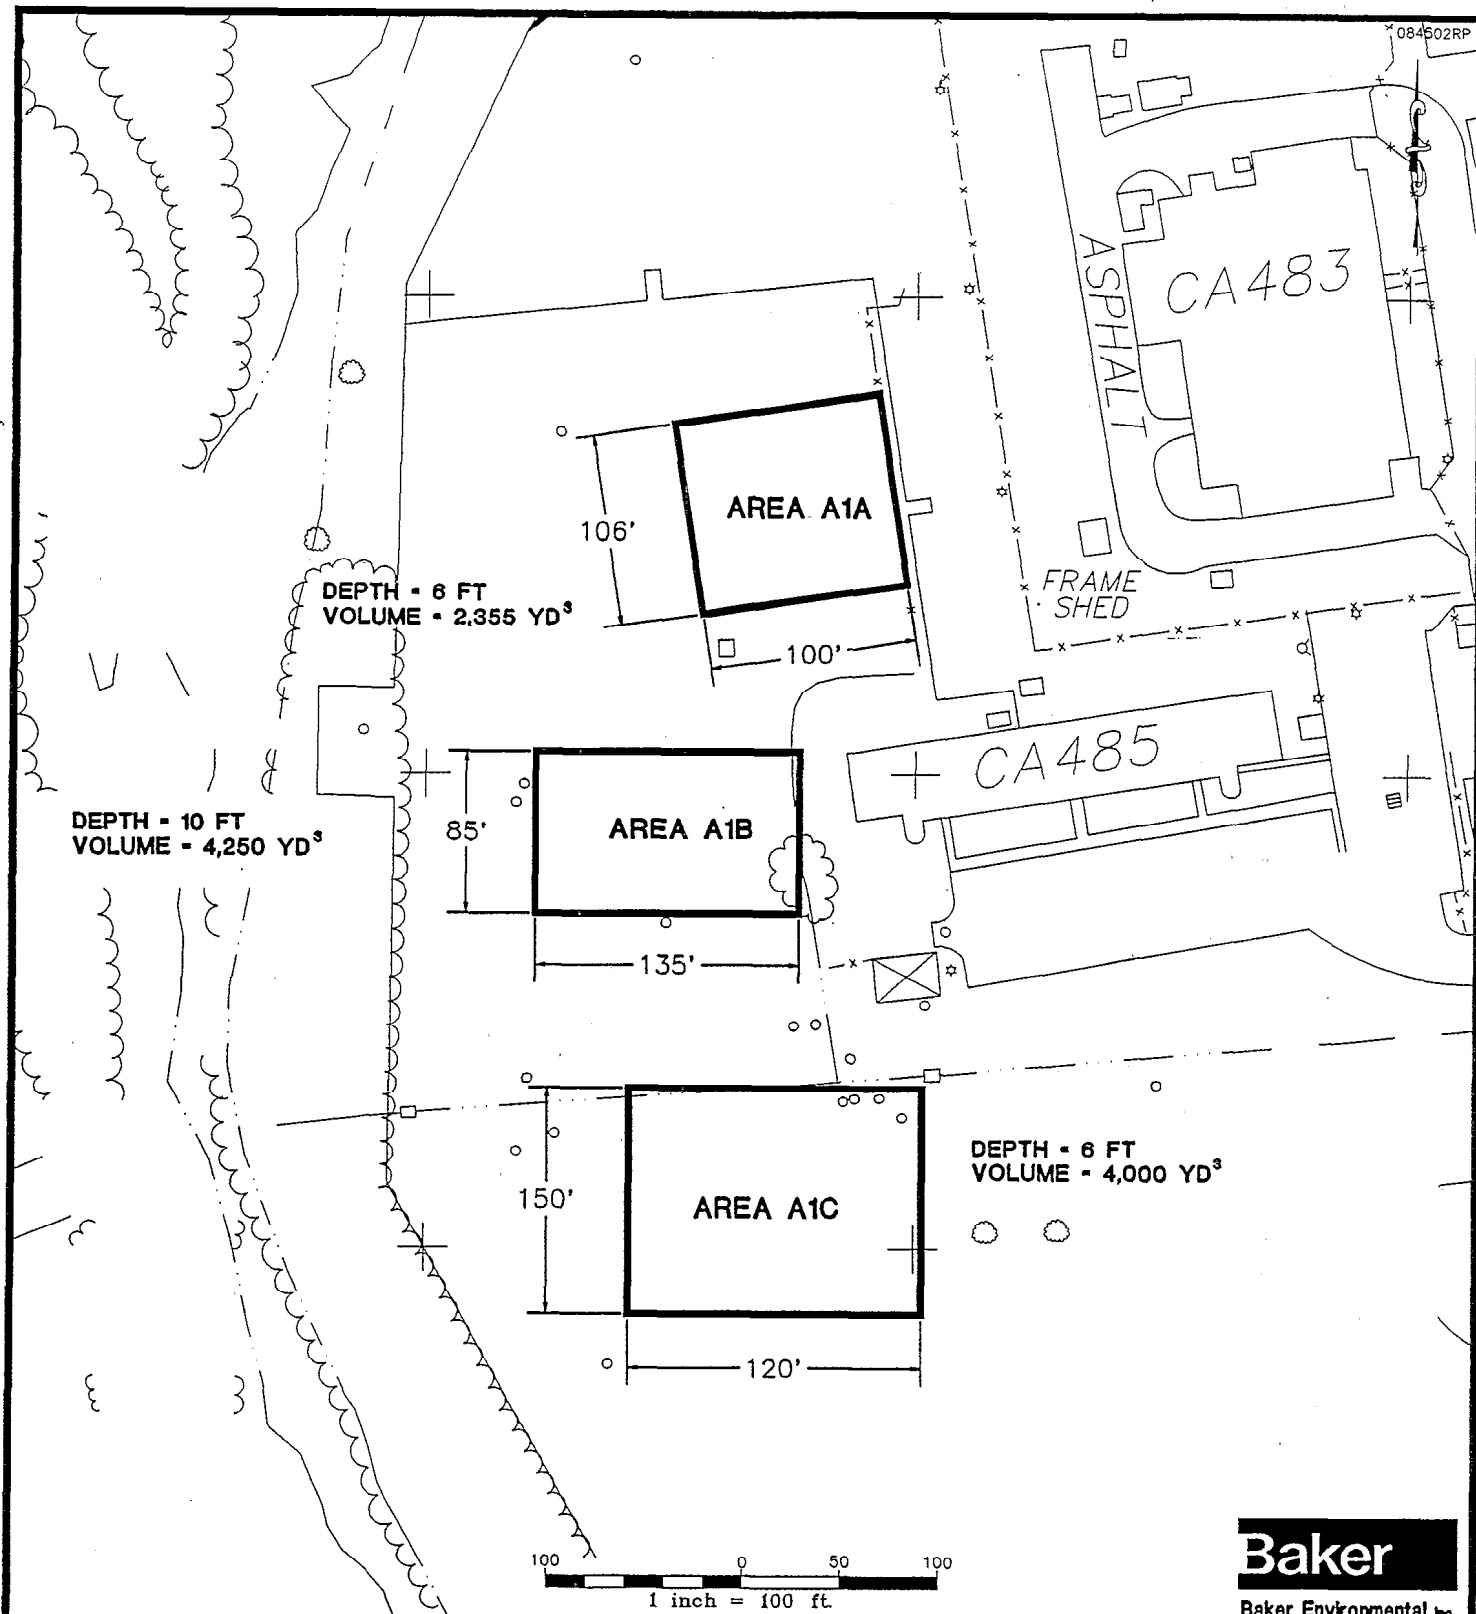 084502RP
ASPHALT
CA483
AREA A1A
106'
100'
FRAME
SHED
DEPTH = 6 FT
VOLUME = 2,355 YD³
CA485
AREA A1B
85'
135'
DEPTH = 10 FT
VOLUME = 4,250 YD³
AREA A1C
150'
120'
DEPTH = 6 FT
VOLUME = 4,000 YD³
100 0 50 100
1 inch = 100 ft.
Baker
Baker Environmental, Inc.